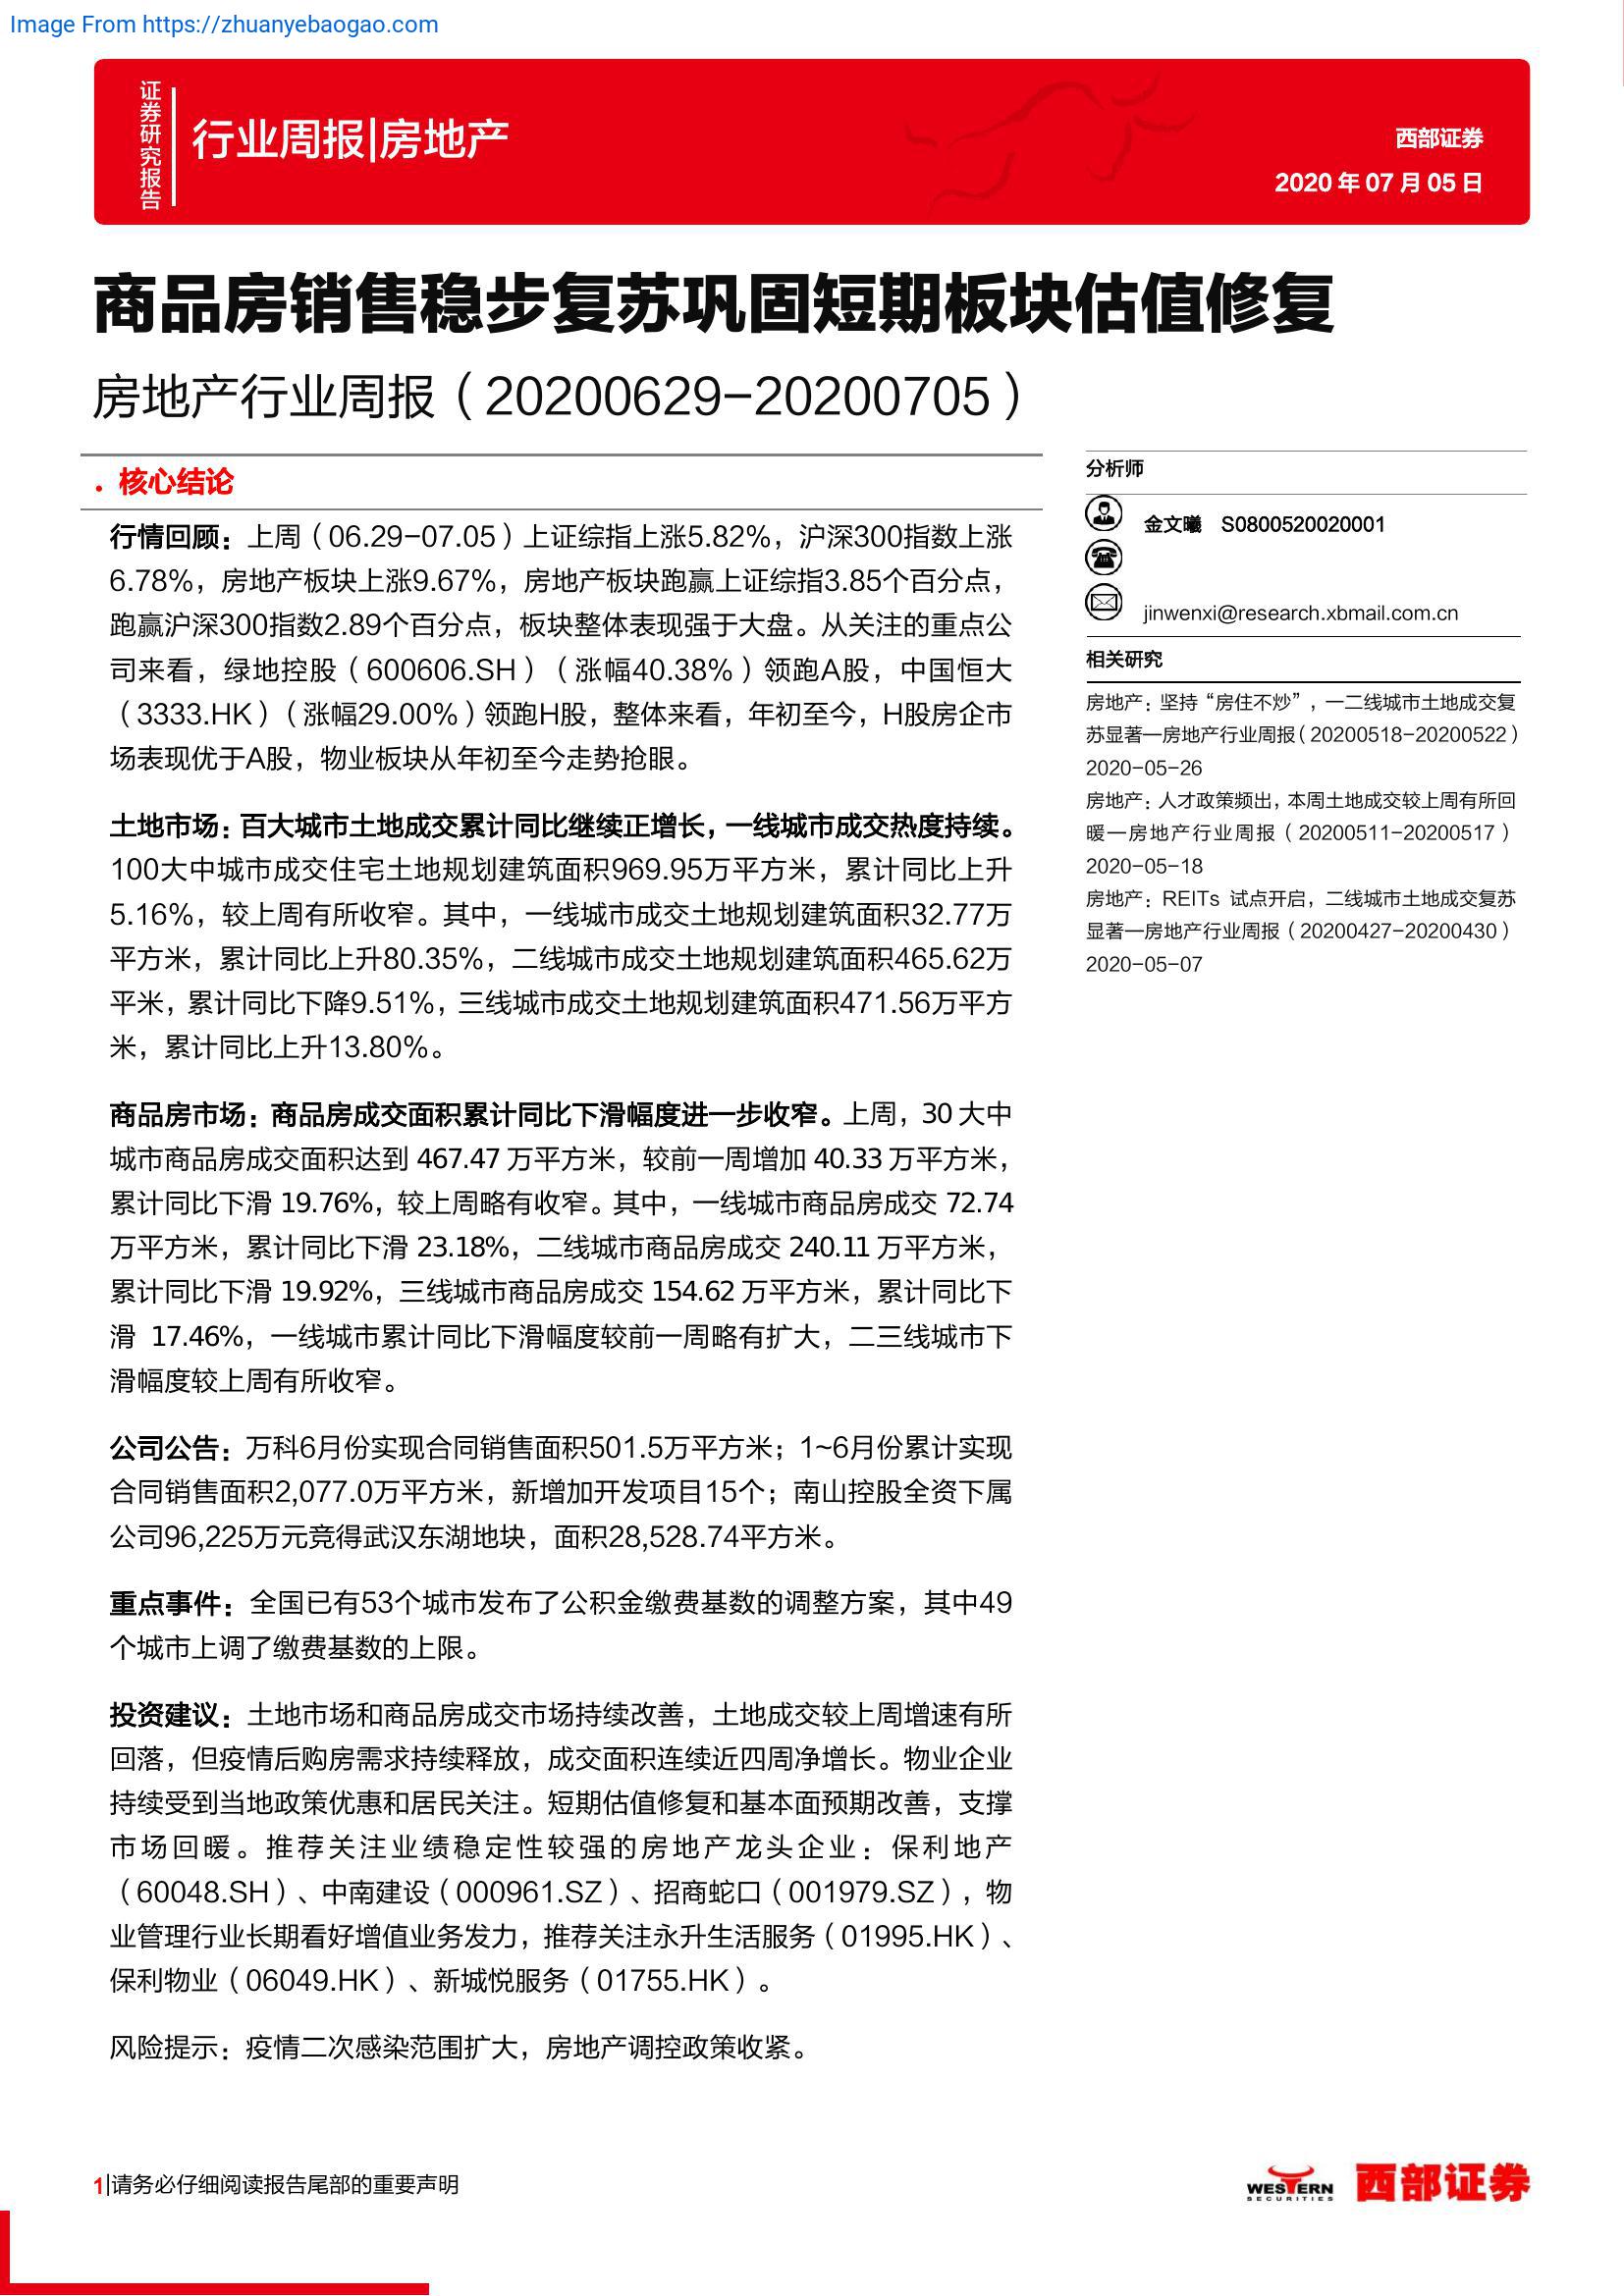 Image From https://zhuanyebaogao.com
证券研究报告
行业周报|房地产
西部证券
2020 年 07 月 05 日
商品房销售稳步复苏巩固短期板块估值修复
房地产行业周报（20200629-20200705）
• 核心结论
行情回顾：上周（06.29-07.05）上证综指上涨5.82%，沪深300指数上涨
6.78%，房地产板块上涨9.67%，房地产板块跑赢上证综指3.85个百分点，
跑赢沪深300指数2.89个百分点，板块整体表现强于大盘。从关注的重点公
司来看，绿地控股（600606.SH）（涨幅40.38%）领跑A股，中国恒大
（3333.HK）（涨幅29.00%）领跑H股，整体来看，年初至今，H股房企市
场表现优于A股，物业板块从年初至今走势抢眼。
土地市场：百大城市土地成交累计同比继续正增长，一线城市成交热度持续。
100大中城市成交住宅土地规划建筑面积969.95万平方米，累计同比上升
5.16%，较上周有所收窄。其中，一线城市成交土地规划建筑面积32.77万
平方米，累计同比上升80.35%，二线城市成交土地规划建筑面积465.62万
平米，累计同比下降9.51%，三线城市成交土地规划建筑面积471.56万平方
米，累计同比上升13.80%。
商品房市场：商品房成交面积累计同比下滑幅度进一步收窄。上周，30 大中
城市商品房成交面积达到 467.47 万平方米，较前一周增加 40.33 万平方米，
累计同比下滑 19.76%，较上周略有收窄。其中，一线城市商品房成交 72.74
万平方米，累计同比下滑 23.18%，二线城市商品房成交 240.11 万平方米，
累计同比下滑 19.92%，三线城市商品房成交 154.62 万平方米，累计同比下
滑 17.46%，一线城市累计同比下滑幅度较前一周略有扩大，二三线城市下
滑幅度较上周有所收窄。
公司公告：万科6月份实现合同销售面积501.5万平方米；1~6月份累计实现
合同销售面积2,077.0万平方米，新增加开发项目15个；南山控股全资下属
公司96,225万元竞得武汉东湖地块，面积28,528.74平方米。
重点事件：全国已有53个城市发布了公积金缴费基数的调整方案，其中49
个城市上调了缴费基数的上限。
投资建议：土地市场和商品房成交市场持续改善，土地成交较上周增速有所
回落，但疫情后购房需求持续释放，成交面积连续近四周净增长。物业企业
持续受到当地政策优惠和居民关注。短期估值修复和基本面预期改善，支撑
市场回暖。推荐关注业绩稳定性较强的房地产龙头企业：保利地产
（60048.SH）、中南建设（000961.SZ）、招商蛇口（001979.SZ），物
业管理行业长期看好增值业务发力，推荐关注永升生活服务（01995.HK）、
保利物业（06049.HK）、新城悦服务（01755.HK）。
风险提示：疫情二次感染范围扩大，房地产调控政策收紧。
分析师
金文曦 S0800520020001
jinwenxi@research.xbmail.com.cn
相关研究
房地产：坚持“房住不炒”，一二线城市土地成交复
苏显著—房地产行业周报（20200518-20200522）
2020-05-26
房地产：人才政策频出，本周土地成交较上周有所回
暖—房地产行业周报（20200511-20200517）
2020-05-18
房地产：REITs 试点开启，二线城市土地成交复苏
显著—房地产行业周报（20200427-20200430）
2020-05-07
1|请务必仔细阅读报告尾部的重要声明
WESTERN
SECURITIES
西部证券